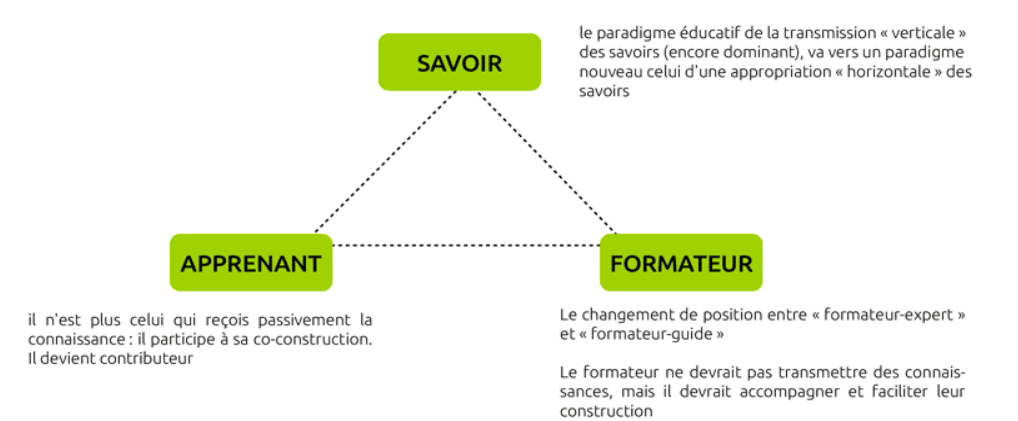 SAVOIR
le paradigme éducatif de la transmission « verticale »
des savoirs (encore dominant), va vers un paradigme
nouveau celui d'une appropriation « horizontale » des
savoirs
APPRENANT
il n'est plus celui qui reçois passivement la
connaissance : il participe à sa co-construction.
Il devient contributeur
FORMATEUR
Le changement de position entre « formateur-expert »
et « formateur-guide »
Le formateur ne devrait pas transmettre des connais-
sances, mais il devrait accompagner et faciliter leur
construction